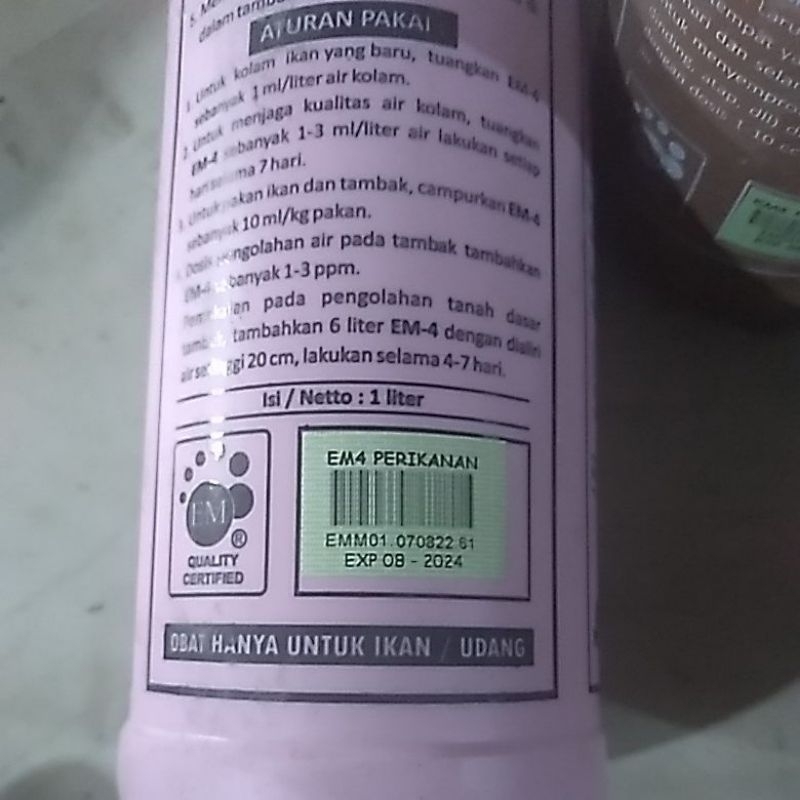 dalam tambak
ATURAN PAKAI
1. Untuk kolam ikan yang baru, tuangkan EM-4
sebanyak 1 ml/liter air kolam.
2. Untuk menjaga kualitas air kolam, tuangkan
EM-4 sebanyak 1-3 ml/liter air lakukan setiap
hari selama 7 hari.
3. Untuk pakan ikan dan tambak, campurkan EM-4
sebanyak 10 ml/kg pakan.
4. Dosis pengolahan air pada tambak tambahkan
EM-4 sebanyak 1-3 ppm.
pada pengolahan tanah dasar
tambak, tambahkan 6 liter EM-4 dengan dialiri
air setinggi 20 cm, lakukan selama 4-7 hari.
Isi / Netto : 1 liter
EM
®
QUALITY
CERTIFIED
EM4 PERIKANAN
EMM01.070822.61
EXP 08 - 2024
OBAT HANYA UNTUK IKAN / UDANG
dan